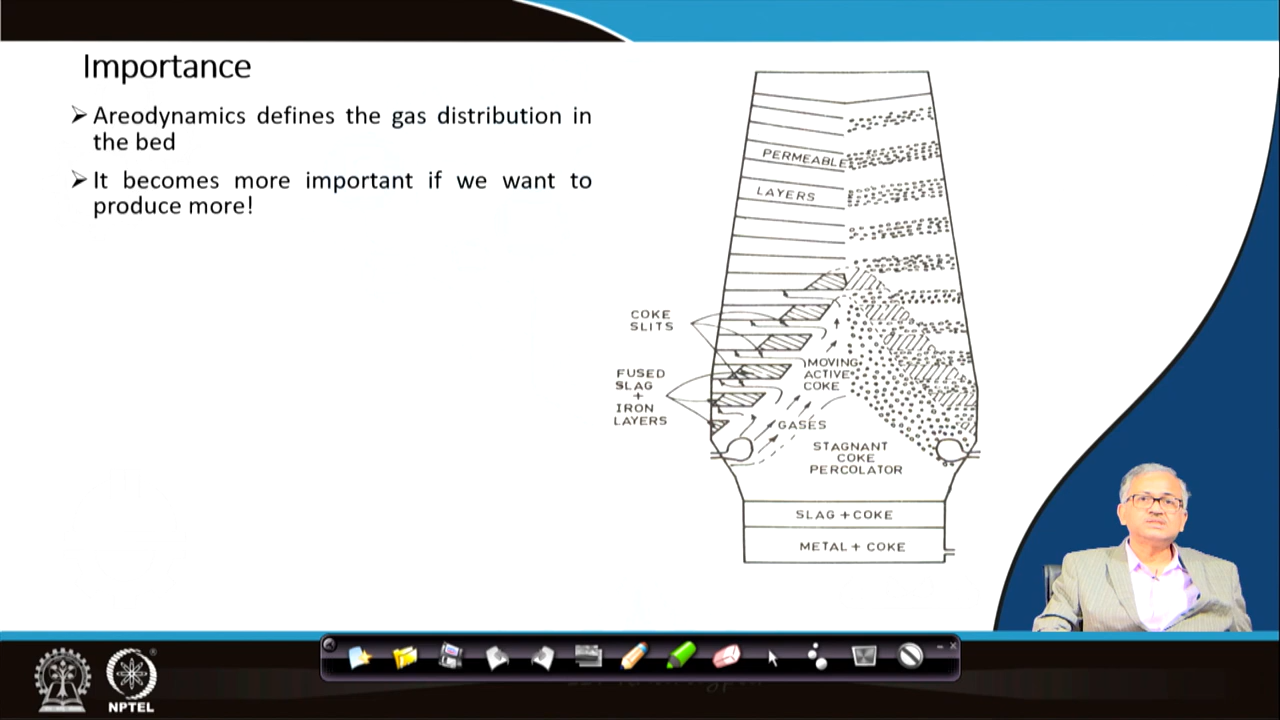 Importance
➢ Areodynamics defines the gas distribution in
the bed
➢ It becomes more important if we want to
produce more!
PERMEABLE
LAYERS
COKE
SLITS
FUSED
SLAG
+
IRON
LAYERS
MOVING
ACTIVE
COKE
GASES
STAGNANT
COKE
PERCOLATOR
SLAG + COKE
METAL + COKE
NPTEL